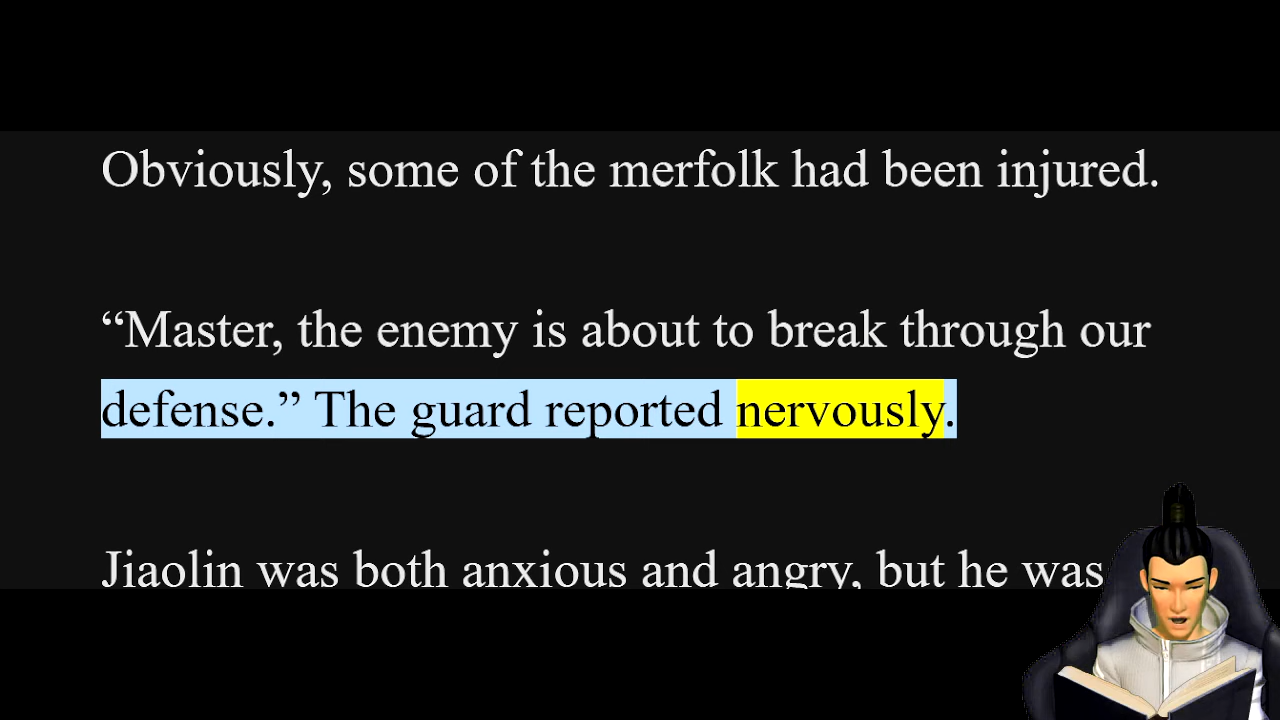 Obviously, some of the merfolk had been injured.
“Master, the enemy is about to break through our
defense.” The guard reported nervously.
Jiaolin was both anxious and angry, but he was